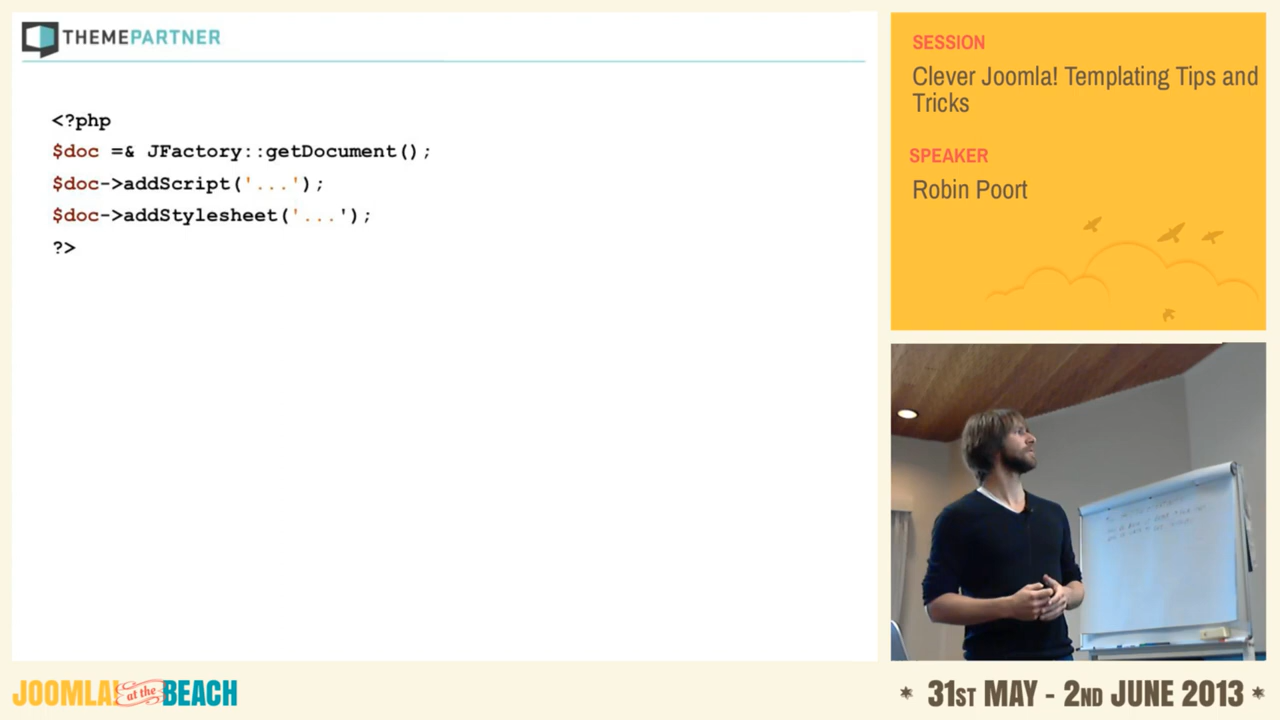 THEMEPARTNER
<?php
$doc =& JFactory::getDocument();
$doc->addScript('...');
$doc->addStylesheet('...');
?>
SESSION
Clever Joomla! Templating Tips and
Tricks
SPEAKER
Robin Poort
JOOMLA! at the BEACH
* 31ST MAY - 2ND JUNE 2013 *